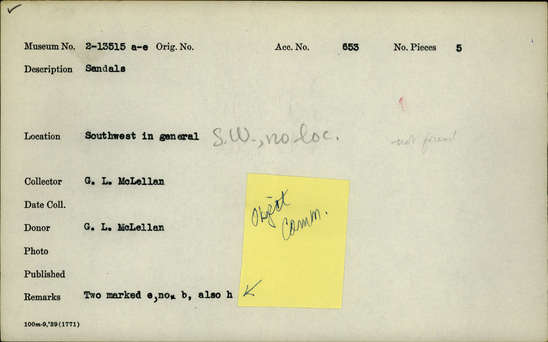 Museum No. 2-13515 a-e Orig. No. Acc. No. 653 No. Pieces 5
Description Sandals
Location Southwest in general S.W., no loc. not found
Collector G. L. McLellan
Date Coll.
Object
Comm.
Donor G. L. McLellan
Photo
Published
Remarks Two marked e, no. b, also h
100m-9,'39(1771)